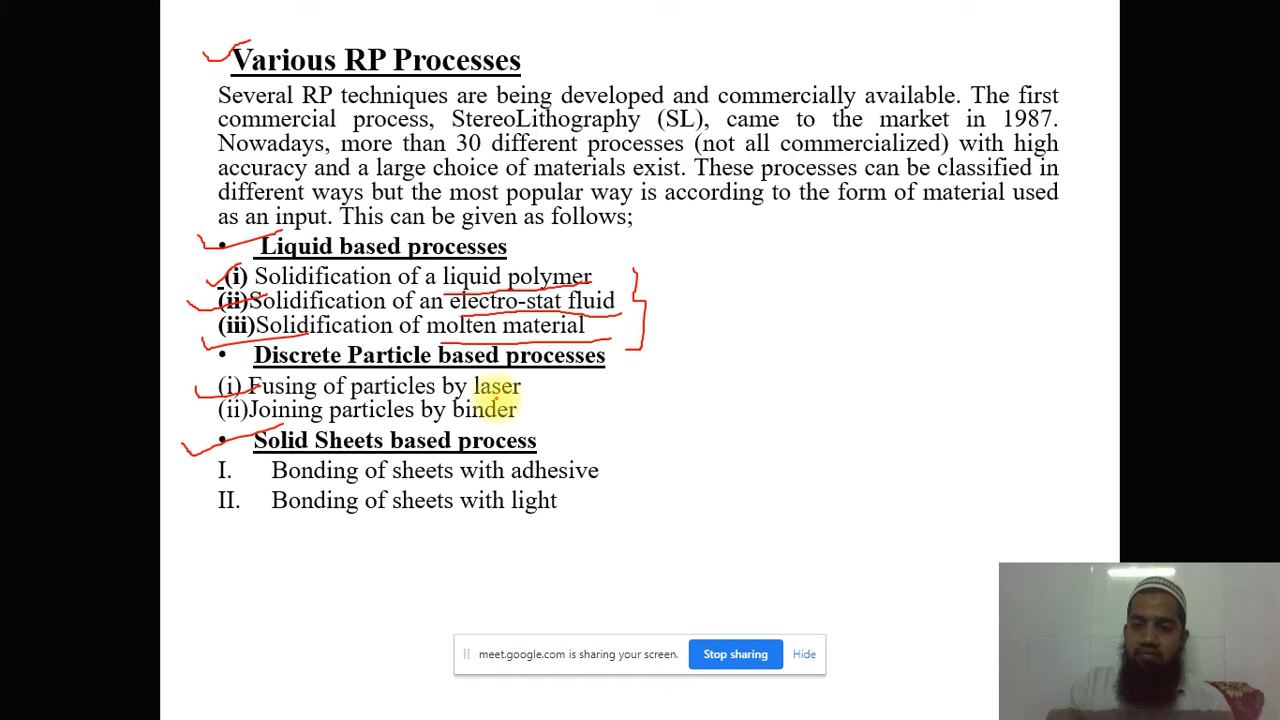 Various RP Processes
Several RP techniques are being developed and commercially available. The first
commercial process, StereoLithography (SL), came to the market in 1987.
Nowadays, more than 30 different processes (not all commercialized) with high
accuracy and a large choice of materials exist. These processes can be classified in
different ways but the most popular way is according to the form of material used
as an input. This can be given as follows;
• Liquid based processes
(i) Solidification of a liquid polymer
(ii)Solidification of an electro-stat fluid
(iii)Solidification of molten material
• Discrete Particle based processes
(i) Fusing of particles by laser
(ii)Joining particles by binder
• Solid Sheets based process
I. Bonding of sheets with adhesive
II. Bonding of sheets with light
meet.google.com is sharing your screen. Stop sharing Hide